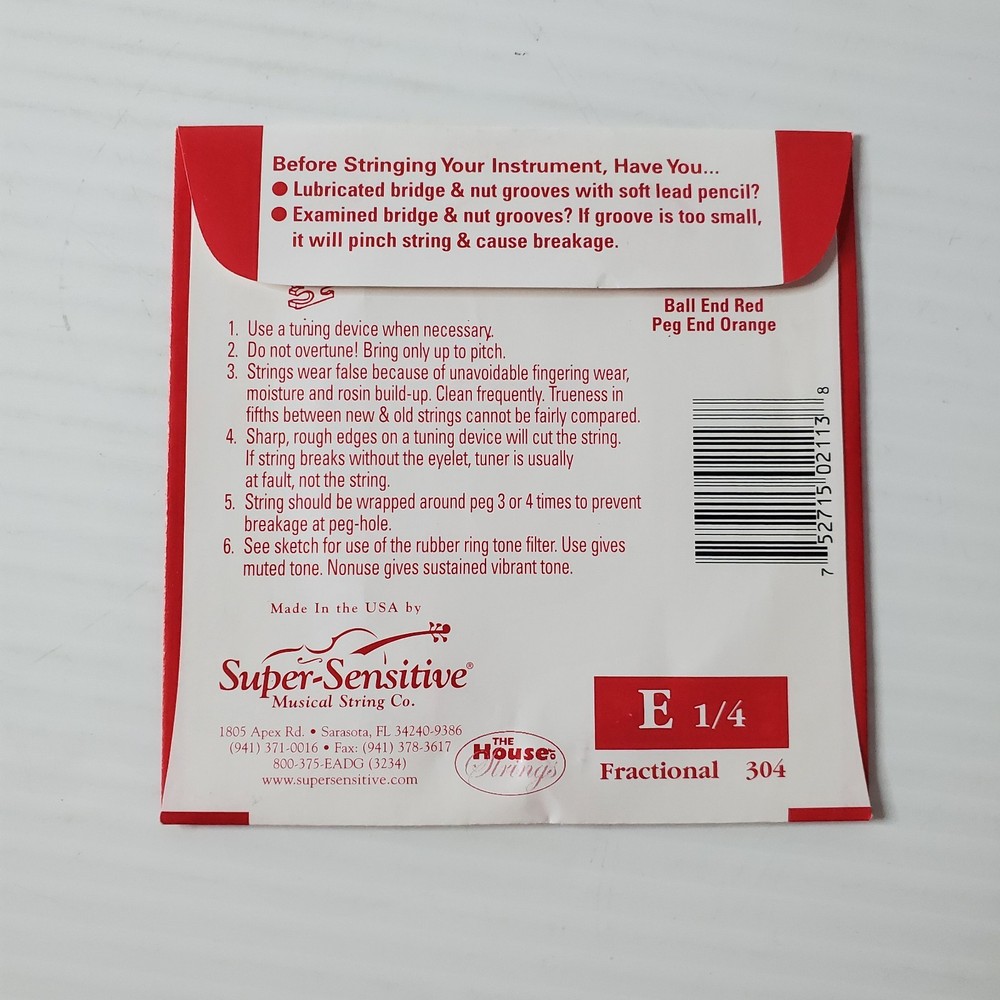 Before Stringing Your Instrument, Have You...
● Lubricated bridge & nut grooves with soft lead pencil?
● Examined bridge & nut grooves? If groove is too small,
it will pinch string & cause breakage.
Ball End Red
Peg End Orange
1. Use a tuning device when necessary.
2. Do not overtune! Bring only up to pitch.
3. Strings wear false because of unavoidable fingering wear,
moisture and rosin build-up. Clean frequently. Trueness in
fifths between new & old strings cannot be fairly compared.
4. Sharp, rough edges on a tuning device will cut the string.
If string breaks without the eyelet, tuner is usually
at fault, not the string.
5. String should be wrapped around peg 3 or 4 times to prevent
breakage at peg-hole.
6. See sketch for use of the rubber ring tone filter. Use gives
muted tone. Nonuse gives sustained vibrant tone.
7 52715 02113 8
Made In the USA by
Super-Sensitive®
Musical String Co.
1805 Apex Rd. • Sarasota, FL 34240-9386
(941) 371-0016 • Fax: (941) 378-3617
800-375-EADG (3234)
www.supersensitive.com
THE
House OF
Strings
E 1/4
Fractional 304